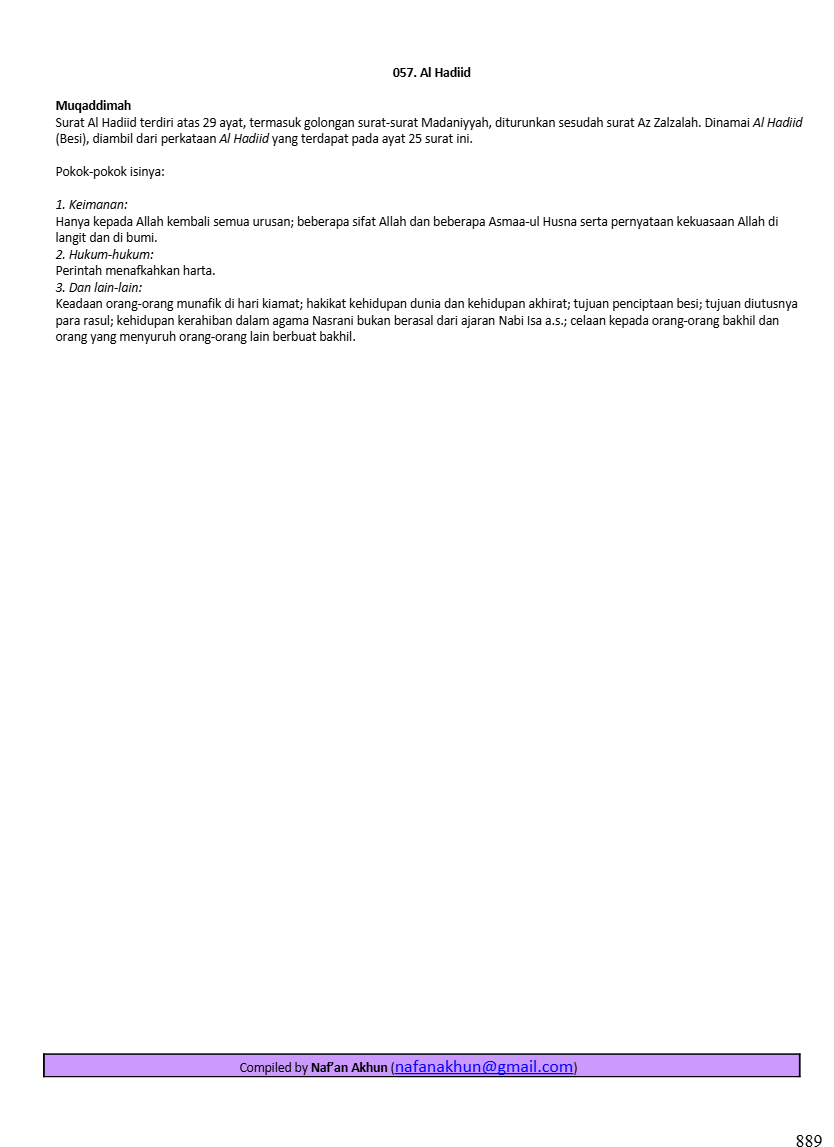 057. Al Hadiid
Muqaddimah
Surat Al Hadiid terdiri atas 29 ayat, termasuk golongan surat-surat Madaniyyah, diturunkan sesudah surat Az Zalzalah. Dinamai Al Hadiid
(Besi), diambil dari perkataan Al Hadiid yang terdapat pada ayat 25 surat ini.
Pokok-pokok isinya:
1. Keimanan:
Hanya kepada Allah kembali semua urusan; beberapa sifat Allah dan beberapa Asmaa-ul Husna serta pernyataan kekuasaan Allah di
langit dan di bumi.
2. Hukum-hukum:
Perintah menafkahkan harta.
3. Dan lain-lain:
Keadaan orang-orang munafik di hari kiamat; hakikat kehidupan dunia dan kehidupan akhirat; tujuan penciptaan besi; tujuan diutusnya
para rasul; kehidupan kerahiban dalam agama Nasrani bukan berasal dari ajaran Nabi Isa a.s.; celaan kepada orang-orang bakhil dan
orang yang menyuruh orang-orang lain berbuat bakhil.
Compiled by Naf’an Akhun (nafanakhun@gmail.com)
889